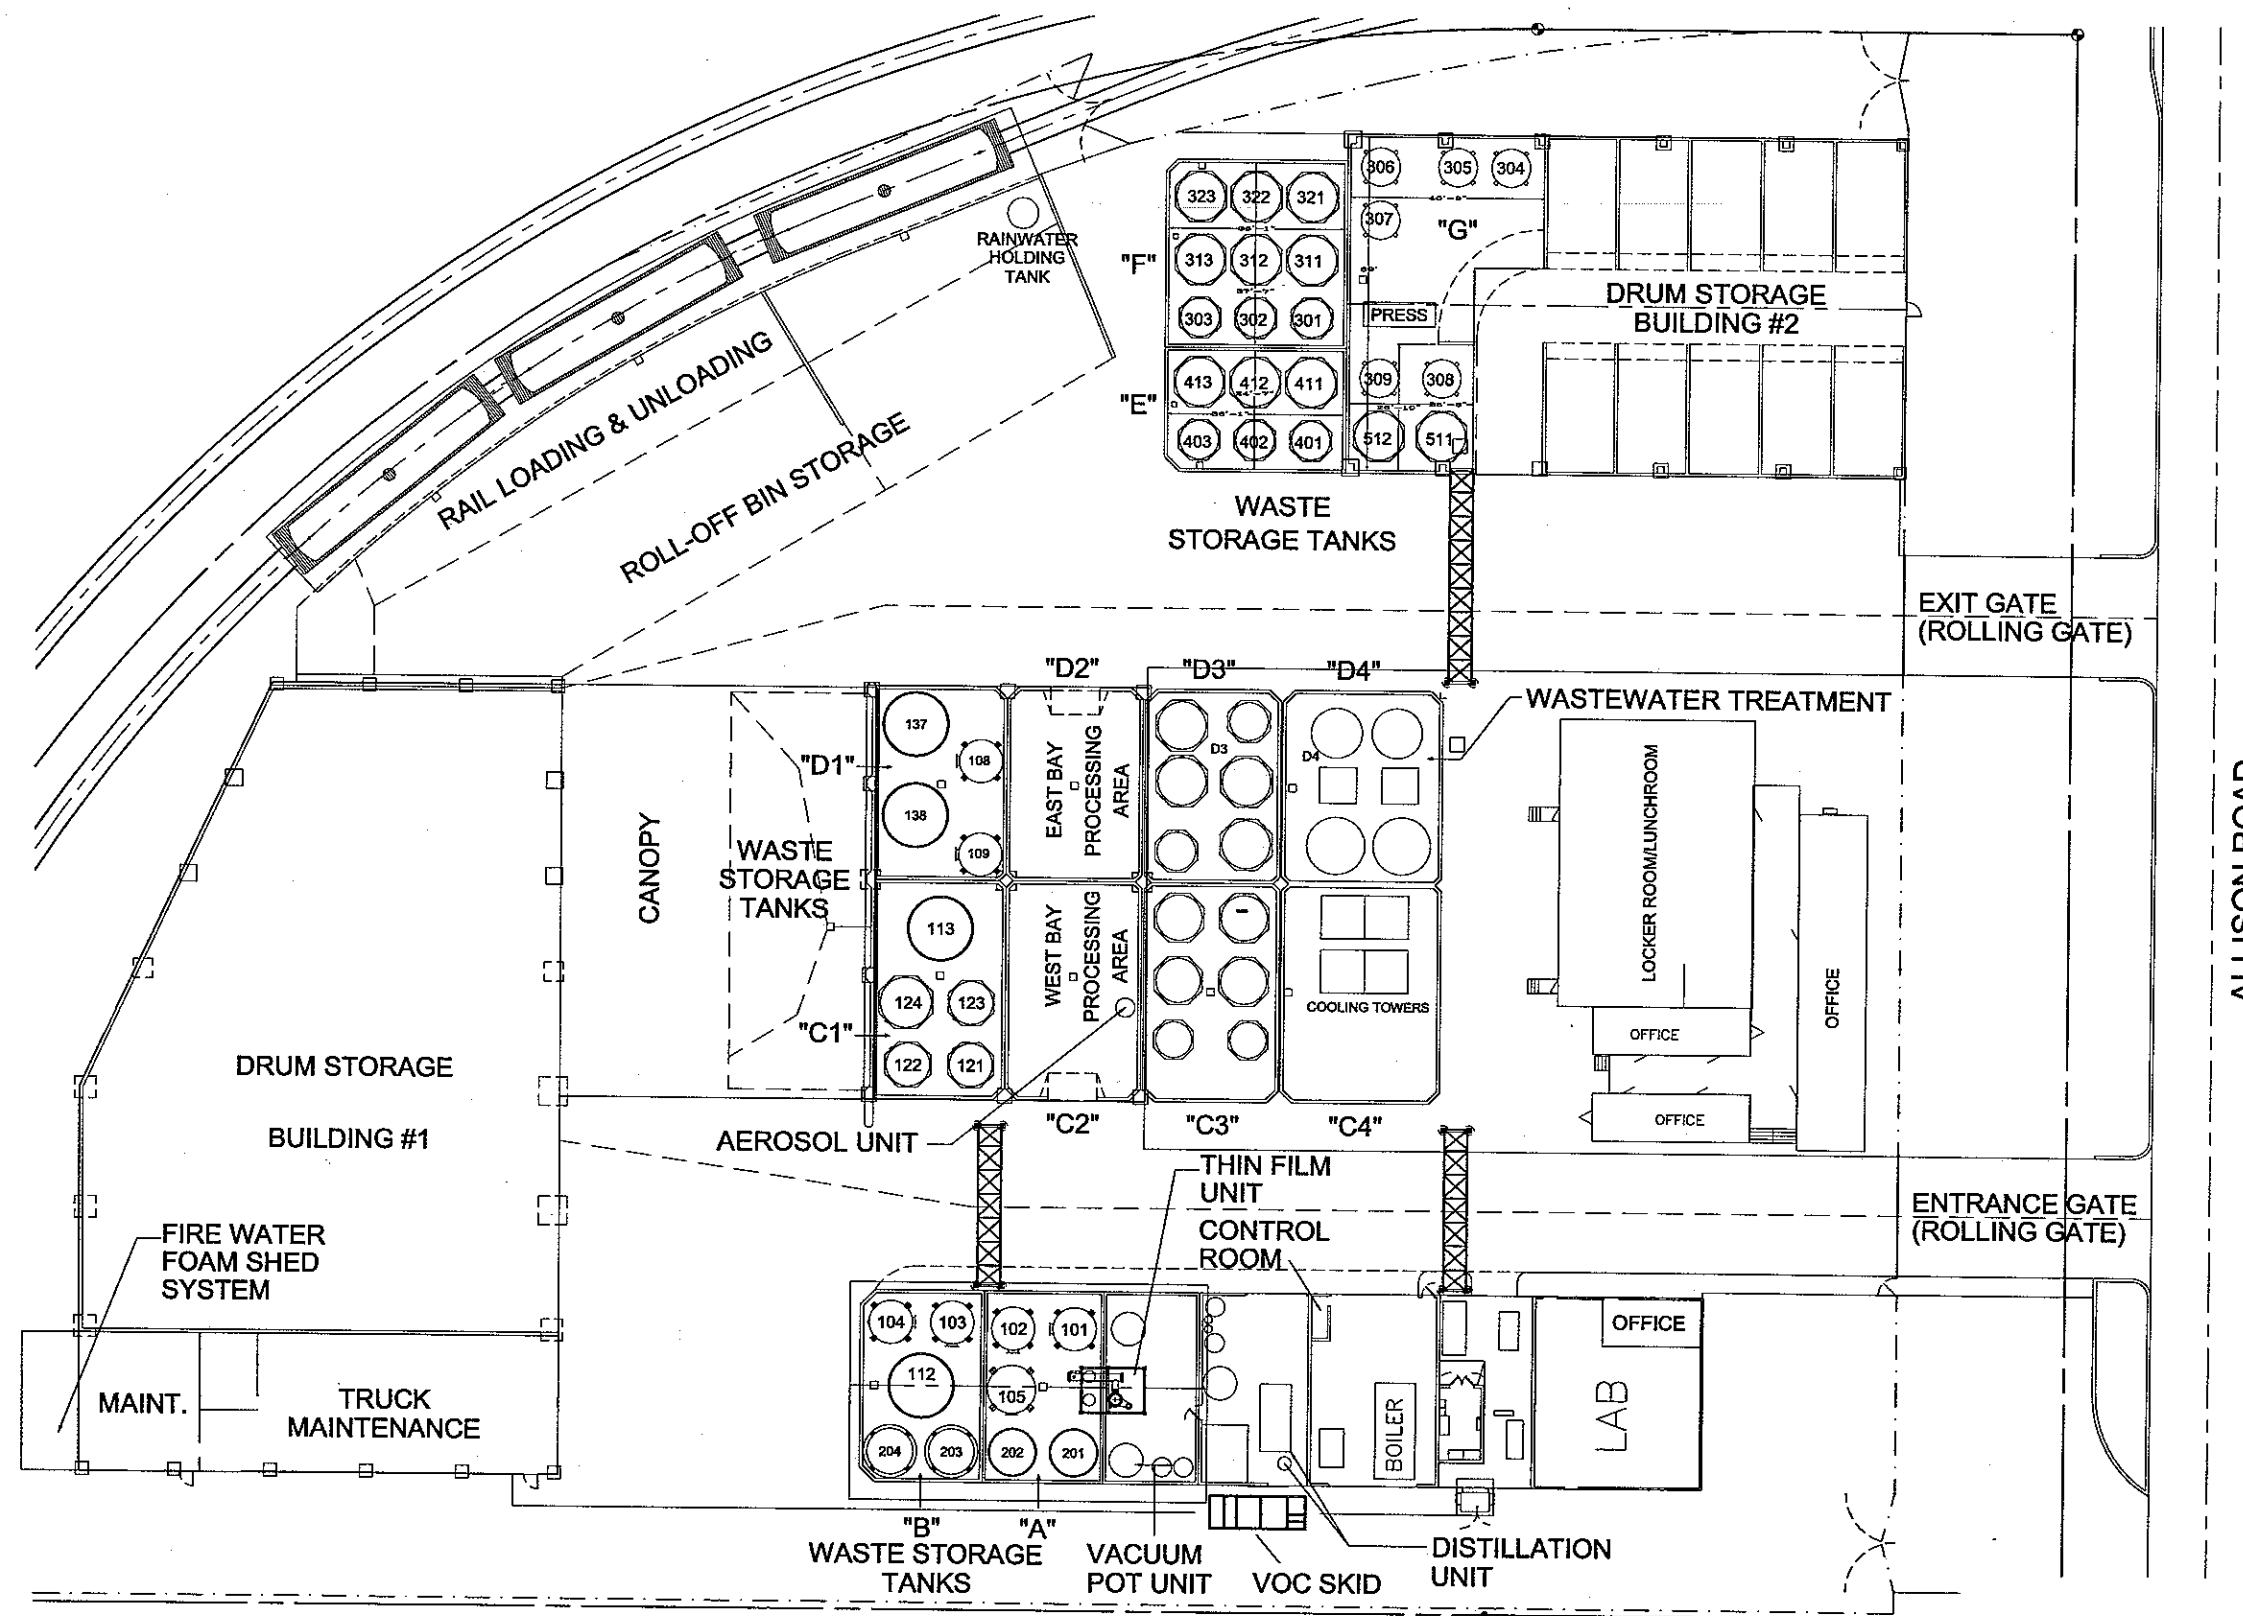 306
305
304
323
322
321
307
"G"
RAINWATER
HOLDING
TANK
"F"
313
312
311
DRUM STORAGE
BUILDING #2
303
302
301
PRESS
RAIL LOADING & UNLOADING
413
412
411
309
308
"E"
ROLL-OFF BIN STORAGE
403
402
401
512
511
WASTE
STORAGE TANKS
EXIT GATE
(ROLLING GATE)
"D2"
"D3"
"D4"
WASTEWATER TREATMENT
137
108
"D1"
138
109
EAST BAY
PROCESSING
AREA
D3
D4
CANOPY
WASTE
STORAGE
TANKS
LOCKER ROOM/LUNCHROOM
OFFICE
ALLISON ROAD
113
124
123
"C1"
122
121
WEST BAY
PROCESSING
AREA
COOLING TOWERS
OFFICE
OFFICE
DRUM STORAGE
BUILDING #1
"C2"
"C3"
"C4"
AEROSOL UNIT
THIN FILM
UNIT
CONTROL
ROOM
ENTRANCE GATE
(ROLLING GATE)
FIRE WATER
FOAM SHED
SYSTEM
104
103
102
101
OFFICE
112
105
MAINT.
TRUCK
MAINTENANCE
BOILER
LAB
204
203
202
201
"B"
"A"
WASTE STORAGE
TANKS
VACUUM
POT UNIT
VOC SKID
DISTILLATION
UNIT